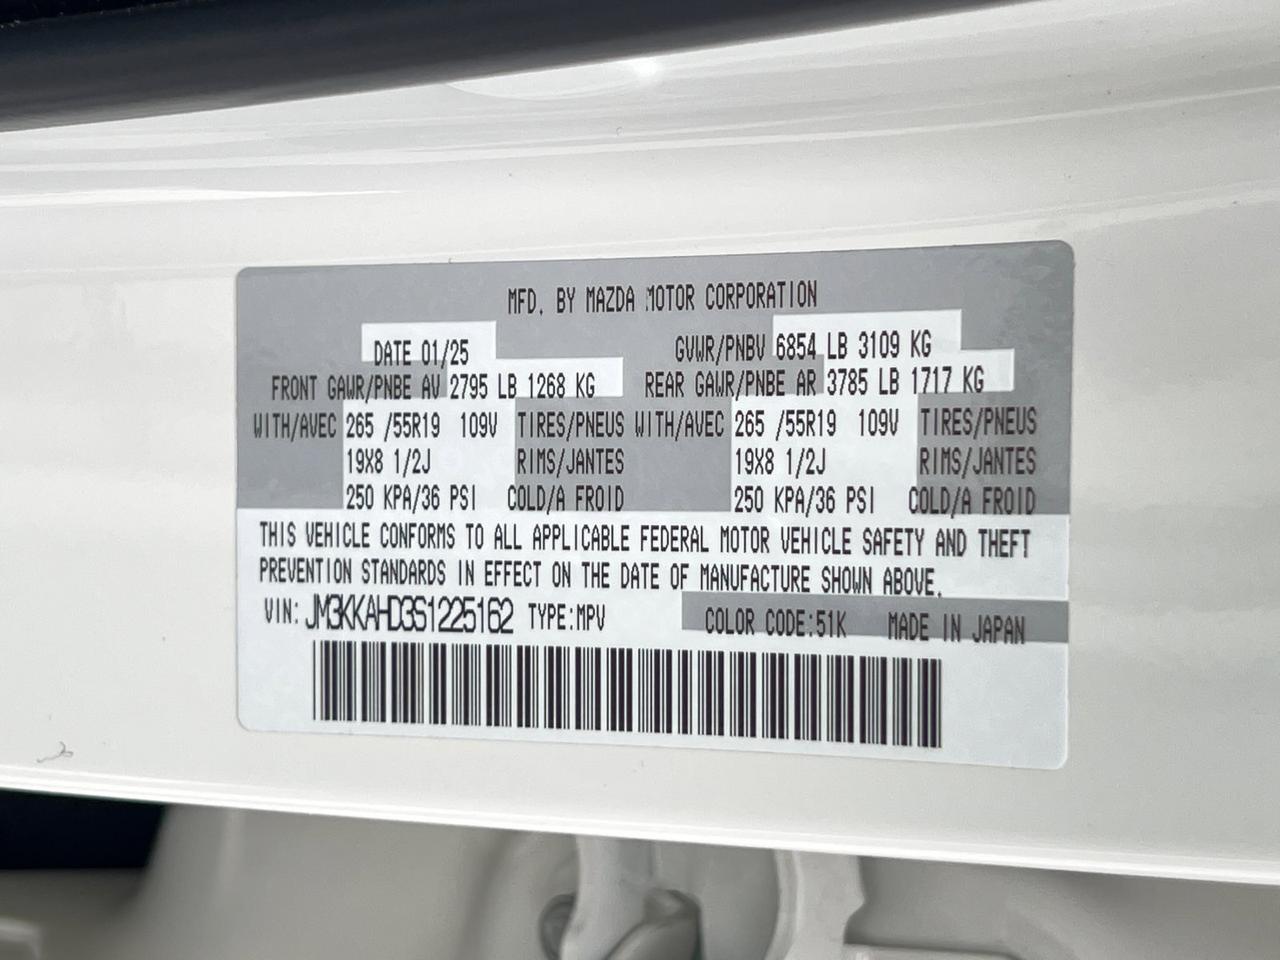 MFD. BY MAZDA MOTOR CORPORATION
DATE 01/25 GVWR/PNBV 6854 LB 3109 KG
FRONT GAWR/PNBE AV 2795 LB 1268 KG REAR GAWR/PNBE AR 3785 LB 1717 KG
WITH/AVEC 265 /55R19 109V TIRES/PNEUS WITH/AVEC 265 /55R19 109V TIRES/PNEUS
19X8 1/2J RIMS/JANTES 19X8 1/2J RIMS/JANTES
250 KPA/36 PSI COLD/A FROID 250 KPA/36 PSI COLD/A FROID
THIS VEHICLE CONFORMS TO ALL APPLICABLE FEDERAL MOTOR VEHICLE SAFETY AND THEFT
PREVENTION STANDARDS IN EFFECT ON THE DATE OF MANUFACTURE SHOWN ABOVE.
VIN: JM3KKAHD3S1225162 TYPE:MPV COLOR CODE:51K MADE IN JAPAN